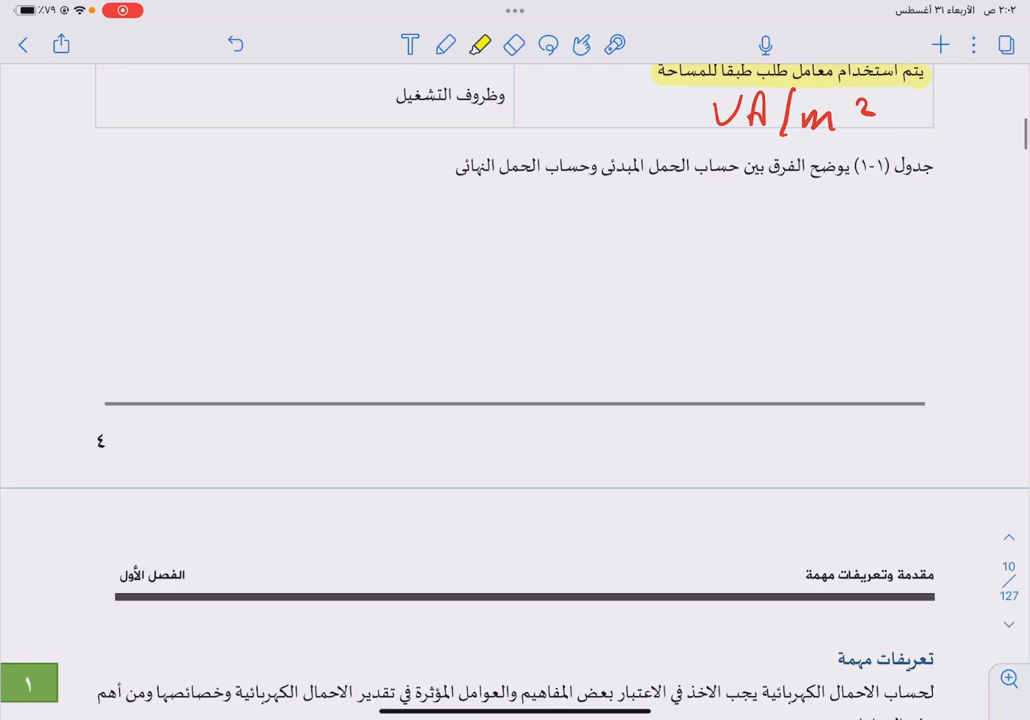 ٪٧٩
٢:٠٢ ص الأربعاء ٣١ أغسطس
T
يتم استخدام معامل طلب طبقا للمساحة
وظروف التشغيل
VA/m²
جدول (١-١) يوضح الفرق بين حساب الحمل المبدئى وحساب الحمل النهائى
٤
مقدمة وتعريفات مهمة
الفصل الأول
10
127
تعريفات مهمة
١
لحساب الاحمال الكهربائية يجب الاخذ في الاعتبار بعض المفاهيم والعوامل المؤثرة في تقدير الاحمال الكهربائية وخصائصها ومن أهم